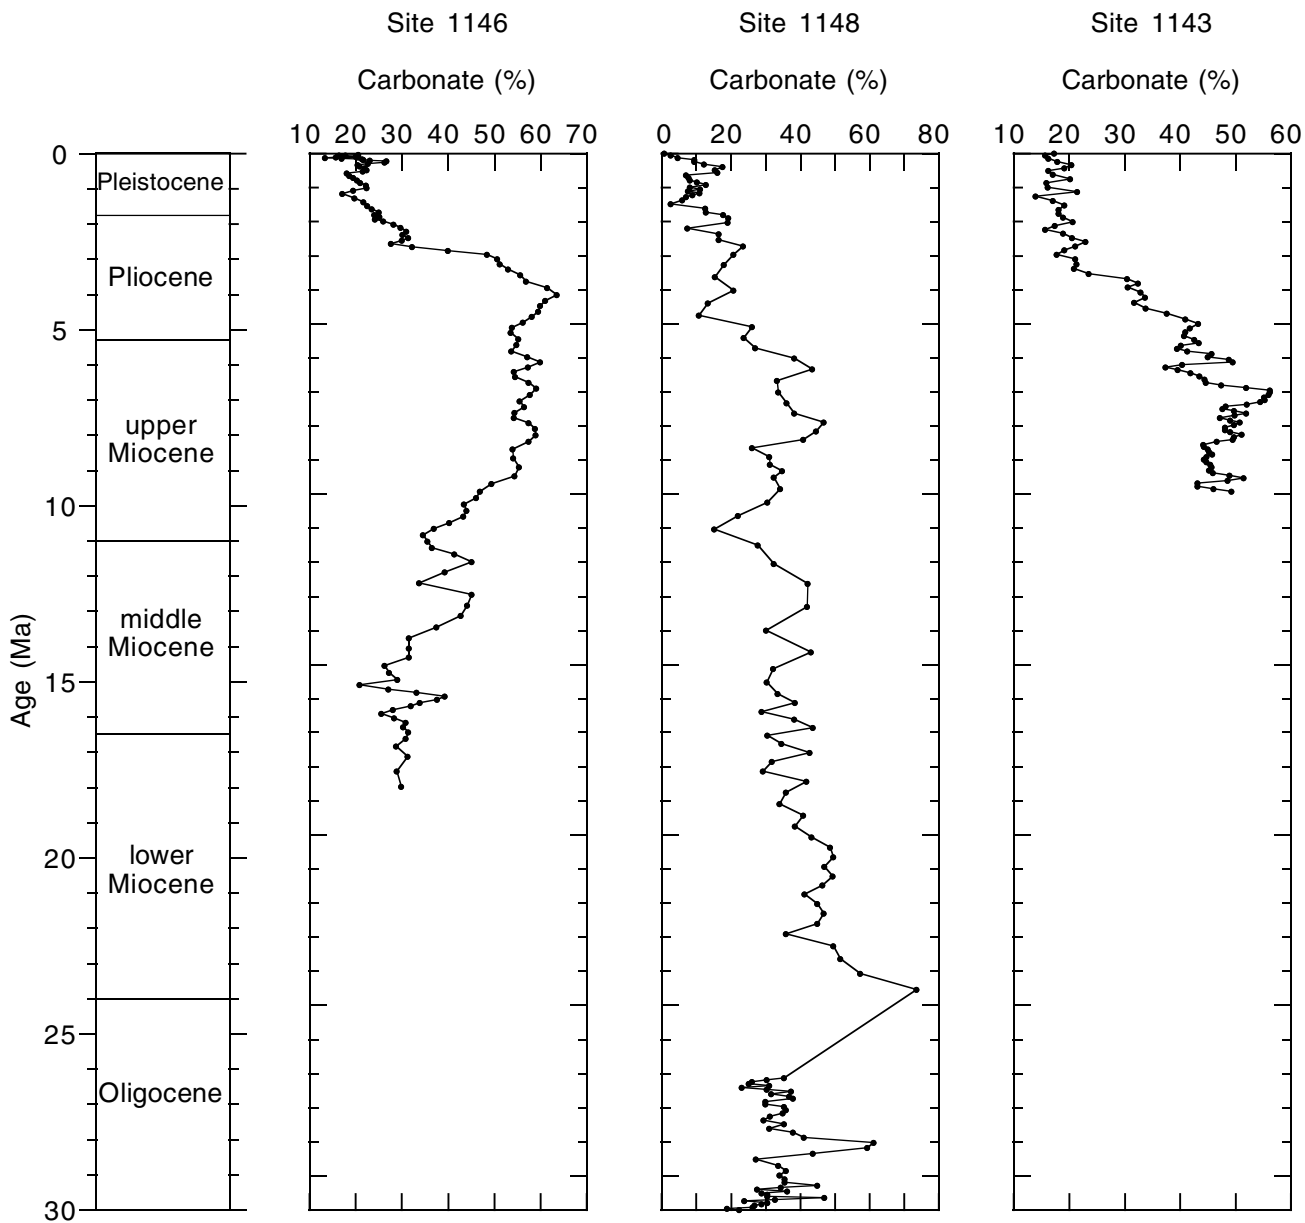 Site 1146
Site 1148
Site 1143
Carbonate (%)
Carbonate (%)
Carbonate (%)
10 20 30 40 50 60 70
0 20 40 60 80
10 20 30 40 50 60
Age (Ma)
0
5
10
15
20
25
30
Pleistocene
Pliocene
upper
Miocene
middle
Miocene
lower
Miocene
Oligocene